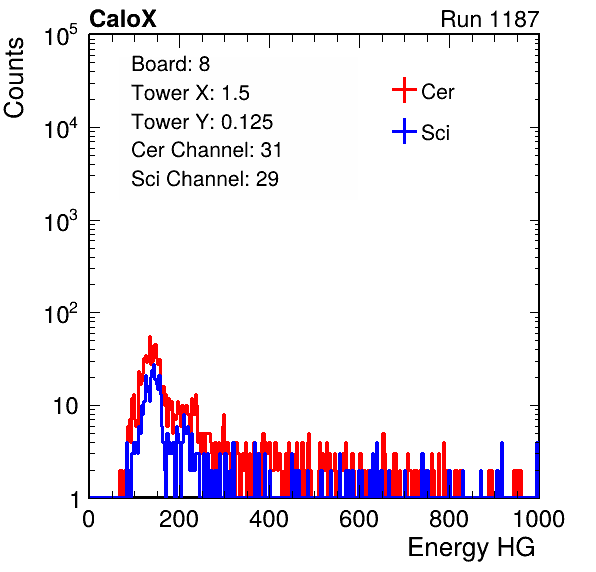 CaloX Run 1187
Counts
Board: 8
Tower X: 1.5
Tower Y: 0.125
Cer Channel: 31
Sci Channel: 29
Cer
Sci
10^5
10^4
10^3
10^2
10
1
0 200 400 600 800 1000
Energy HG